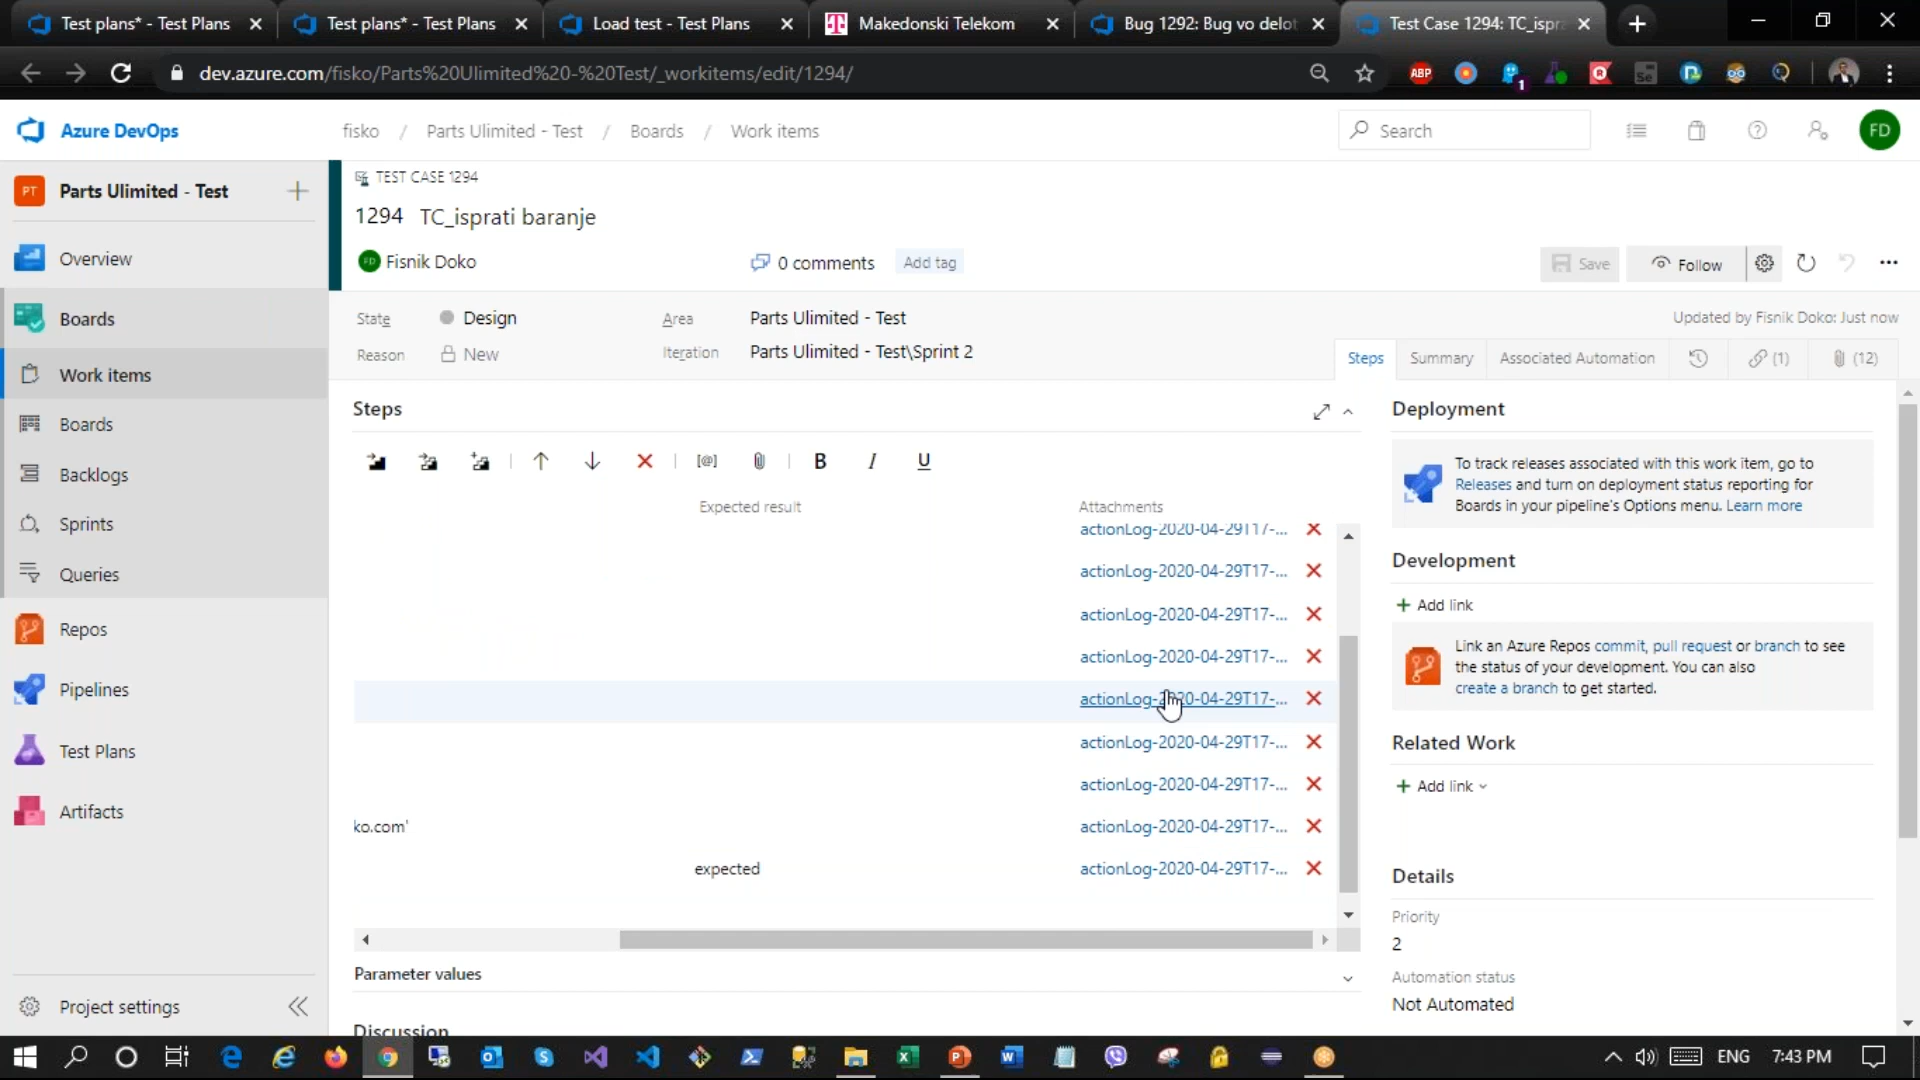 Test plans* - Test Plans
Test plans* - Test Plans
Load test - Test Plans
Makedonski Telekom
Bug 1292: Bug vo delot
Test Case 1294: TC_ispra
dev.azure.com/fisko/Parts%20Ulimited%20-%20Test/_workitems/edit/1294/
ABP
1
Se
Azure DevOps
fisko / Parts Ulimited - Test / Boards / Work items
Search
FD
PT
Parts Ulimited - Test
Overview
Boards
Work items
Boards
Backlogs
Sprints
Queries
Repos
Pipelines
Test Plans
Artifacts
Project settings
TEST CASE 1294
1294 TC_isprati baranje
FD Fisnik Doko
0 comments
Add tag
Save
Follow
State
Design
Area
Parts Ulimited - Test
Updated by Fisnik Doko: Just now
Reason
New
Iteration
Parts Ulimited - Test\Sprint 2
Steps
Summary
Associated Automation
(1)
(12)
Steps
[@]
B
I
U
Expected result
Attachments
actionLog-2020-04-29T17-...
actionLog-2020-04-29T17-...
actionLog-2020-04-29T17-...
actionLog-2020-04-29T17-...
actionLog-2020-04-29T17-...
actionLog-2020-04-29T17-...
actionLog-2020-04-29T17-...
ko.com'
actionLog-2020-04-29T17-...
expected
actionLog-2020-04-29T17-...
Parameter values
Discussion
Deployment
To track releases associated with this work item, go to
Releases and turn on deployment status reporting for
Boards in your pipeline's Options menu. Learn more
Development
Add link
Link an Azure Repos commit, pull request or branch to see
the status of your development. You can also
create a branch to get started.
Related Work
Add link
Details
Priority
2
Automation status
Not Automated
ENG
7:43 PM